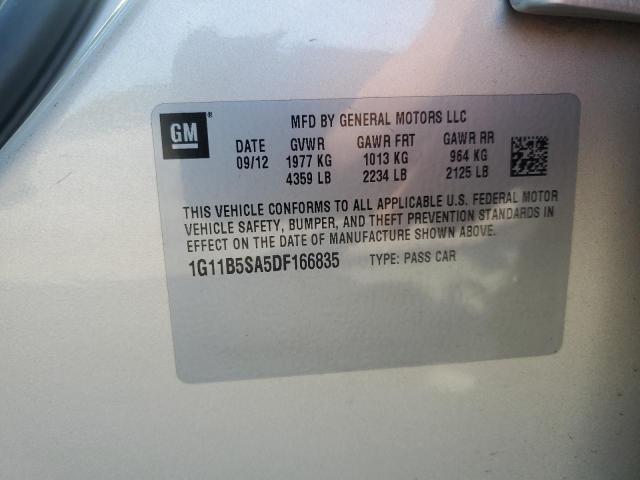 GM® MFD BY GENERAL MOTORS LLC
DATE GVWR GAWR FRT GAWR RR
09/12 1977 KG 1013 KG 964 KG
4359 LB 2234 LB 2125 LB
THIS VEHICLE CONFORMS TO ALL APPLICABLE U.S. FEDERAL MOTOR
VEHICLE SAFETY, BUMPER, AND THEFT PREVENTION STANDARDS IN
EFFECT ON THE DATE OF MANUFACTURE SHOWN ABOVE.
1G11B5SA5DF166835 TYPE: PASS CAR